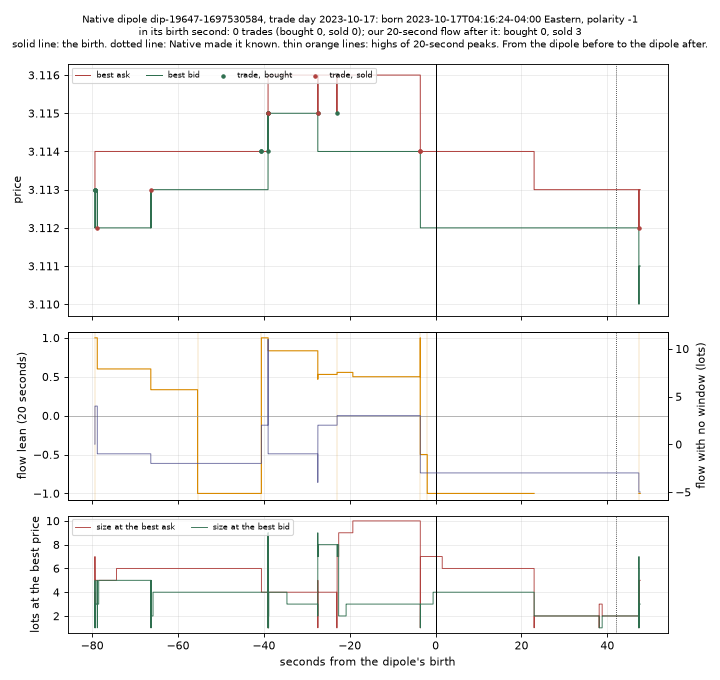 Native dipole dip-19647-1697530584, trade day 2023-10-17: born 2023-10-17T04:16:24-04:00 Eastern, polarity -1
in its birth second: 0 trades (bought 0, sold 0); our 20-second flow after it: bought 0, sold 3
solid line: the birth. dotted line: Native made it known. thin orange lines: highs of 20-second peaks. From the dipole before to the dipole after.
best ask best bid trade, bought trade, sold
3.116
3.115
3.114
3.113
3.112
3.111
3.110
price
1.0
0.5
0.0
−0.5
−1.0
flow lean (20 seconds)
10
5
0
−5
flow with no window (lots)
size at the best ask size at the best bid
10
8
6
4
2
lots at the best price
−80 −60 −40 −20 0 20 40
seconds from the dipole's birth